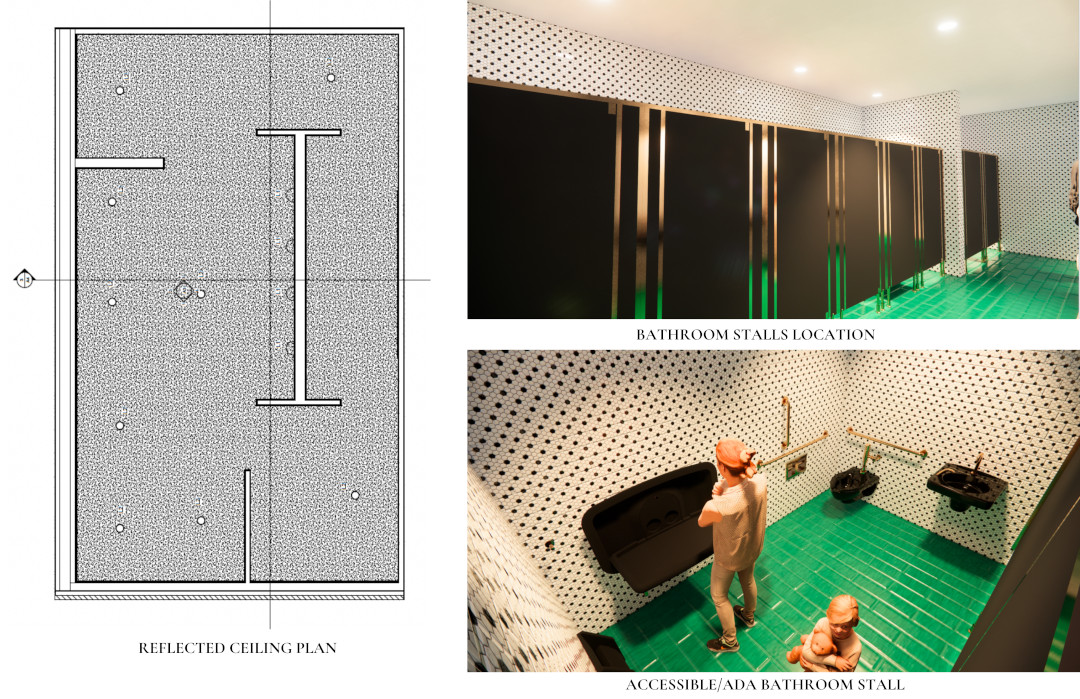 REFLECTED CEILING PLAN
BATHROOM STALLS LOCATION
ACCESSIBLE/ADA BATHROOM STALL